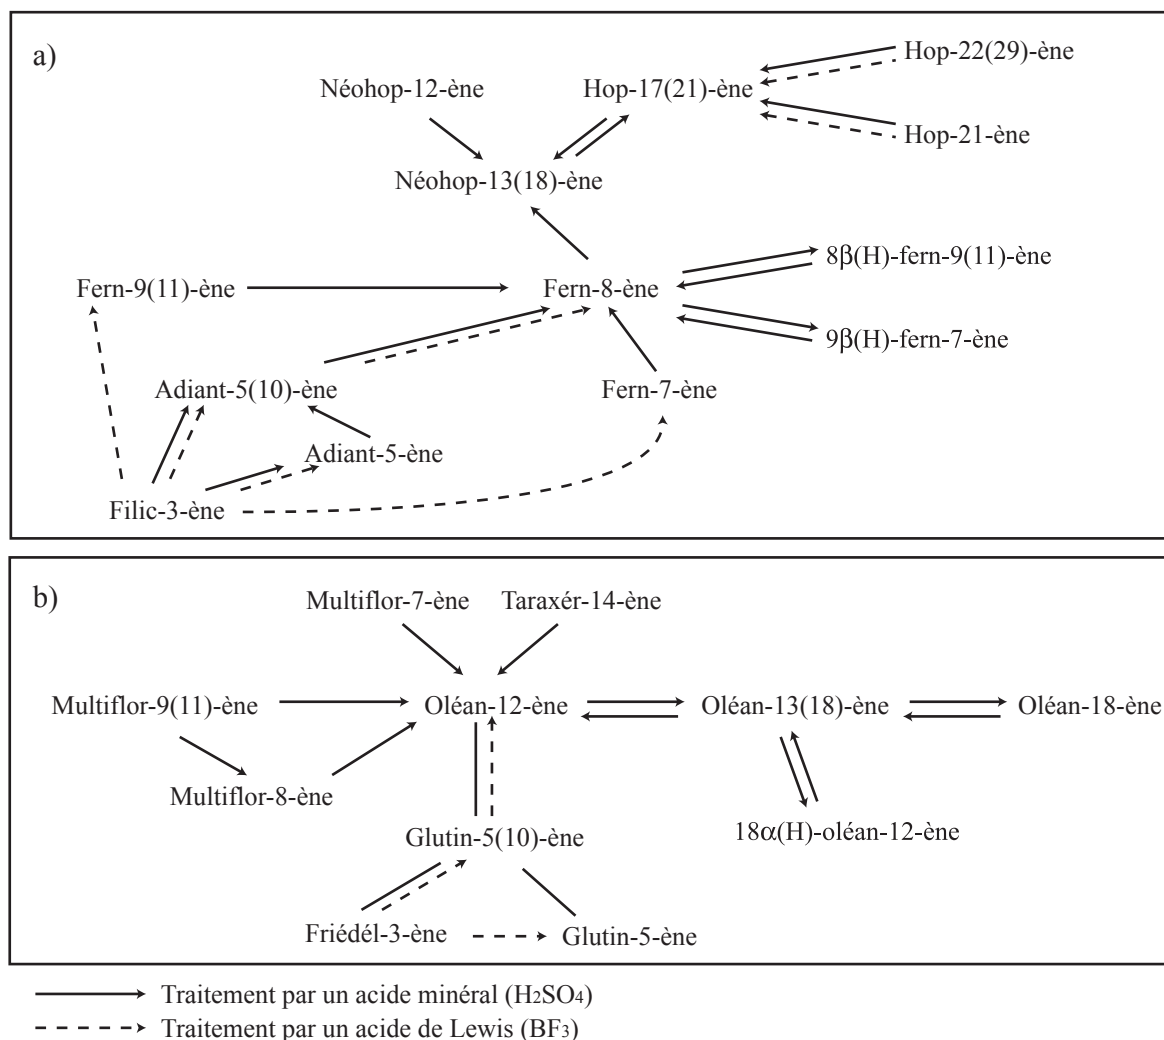 a)
Hop-22(29)-ène
Néohop-12-ène
Hop-17(21)-ène
Hop-21-ène
Néohop-13(18)-ène
8β(H)-fern-9(11)-ène
Fern-9(11)-ène
Fern-8-ène
9β(H)-fern-7-ène
Adiant-5(10)-ène
Fern-7-ène
Adiant-5-ène
Filic-3-ène
b)
Multiflor-7-ène
Taraxér-14-ène
Multiflor-9(11)-ène
Oléan-12-ène
Oléan-13(18)-ène
Oléan-18-ène
Multiflor-8-ène
Glutin-5(10)-ène
18α(H)-oléan-12-ène
Friédél-3-ène
Glutin-5-ène
Traitement par un acide minéral (H2SO4)
Traitement par un acide de Lewis (BF3)